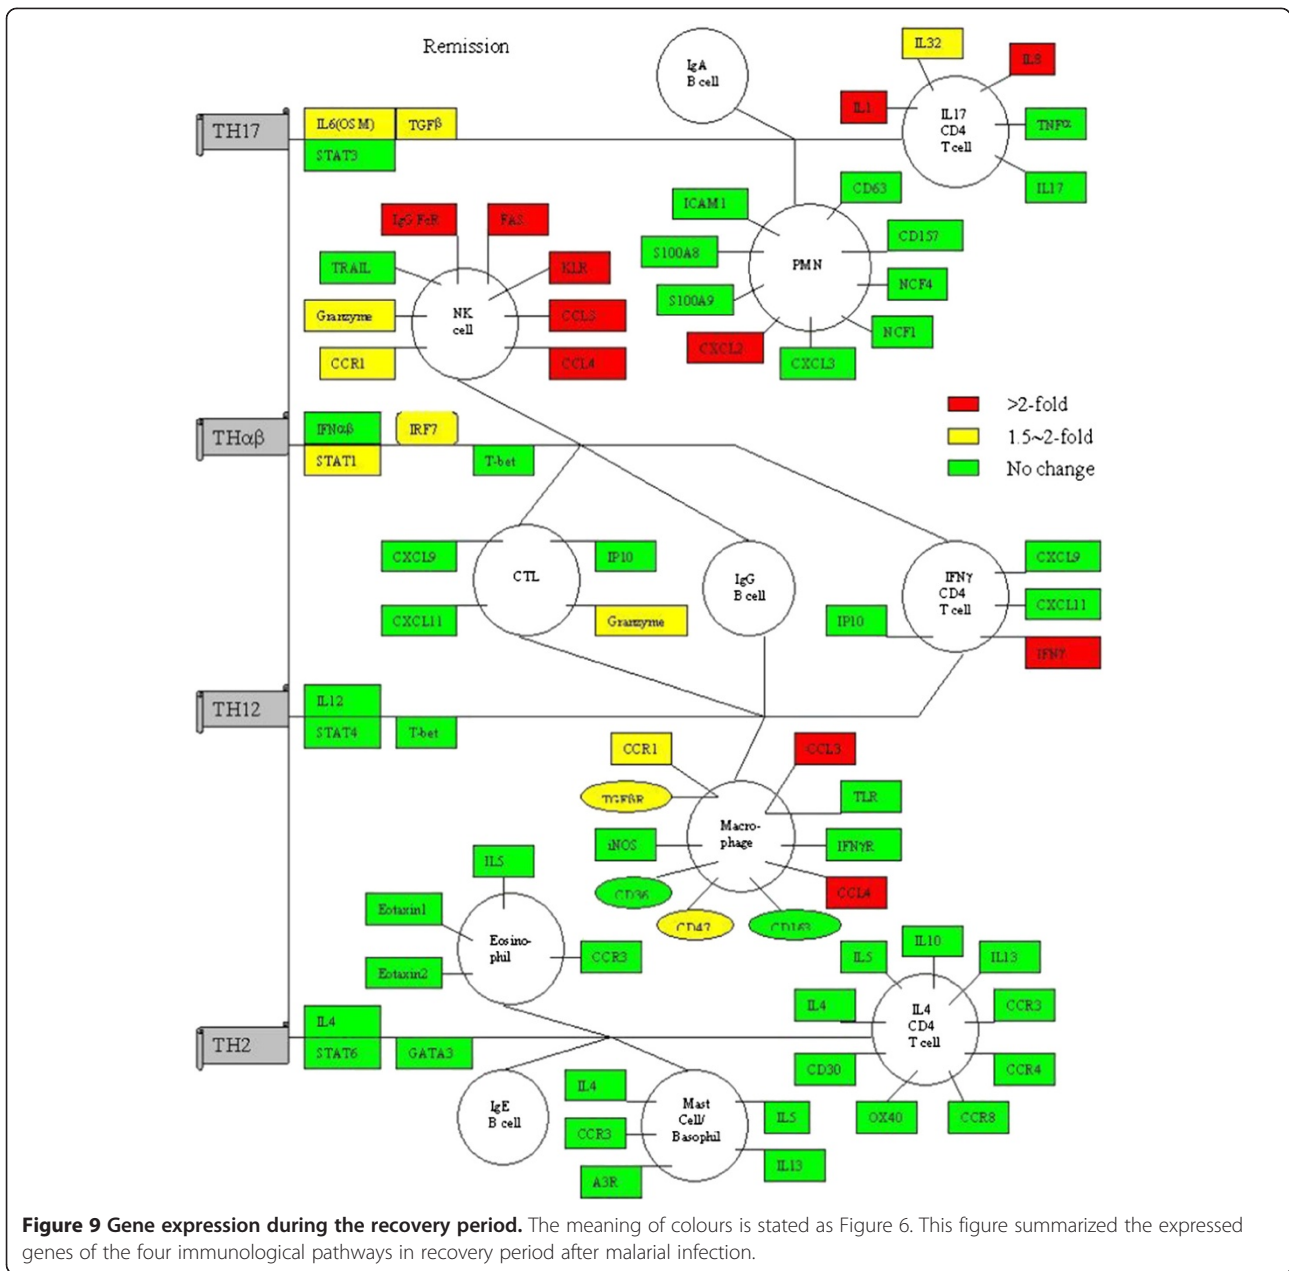 Remission
IgA
B cell
IL32
IL8
IL1
IL17
CD4
T cell
TNFα
IL17
TH17
IL6(OSM)
TGFβ
STAT3
ICAM1
CD63
S100A8
CD157
PMN
S100A9
NCF4
NCF1
CXCL2
CXCL3
IgG FcR
FAS
TRAIL
KLR
Granzyme
NK
cell
CCR1
CCL4
>2-fold
1.5~2-fold
No change
THαβ
IFNαβ
IRF7
STAT1
T-bet
CXCL9
IP10
CTL
CXCL11
Granzyme
IgG
B cell
IFNγ
CD4
T cell
CXCL9
CXCL11
IP10
IFNγ
TH12
IL12
STAT4
T-bet
CCR1
CCL3
TGFβR
TLR
Macro-
phage
iNOS
IFNγR
CD36
CCL4
CD47
CD163
IL5
Eotaxin1
Eosino-
phil
Eotaxin2
CCR3
IL10
IL5
IL13
IL4
IL4
CD4
T cell
CCR3
CD30
CCR4
OX40
CCR8
TH2
IL4
STAT6
GATA3
IgE
B cell
IL4
Mast
Cell/
Basophil
IL5
CCR3
IL13
A3R
Figure 9 Gene expression during the recovery period. The meaning of colours is stated as Figure 6. This figure summarized the expressed
genes of the four immunological pathways in recovery period after malarial infection.